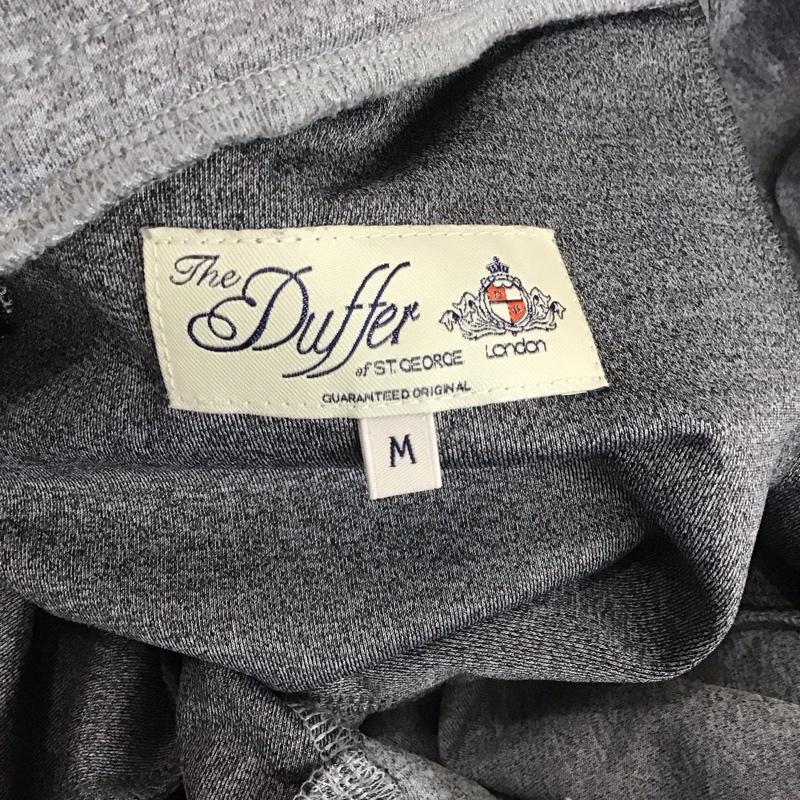 The Duffer
of ST. GEORGE
London
GUARANTEED ORIGINAL
M